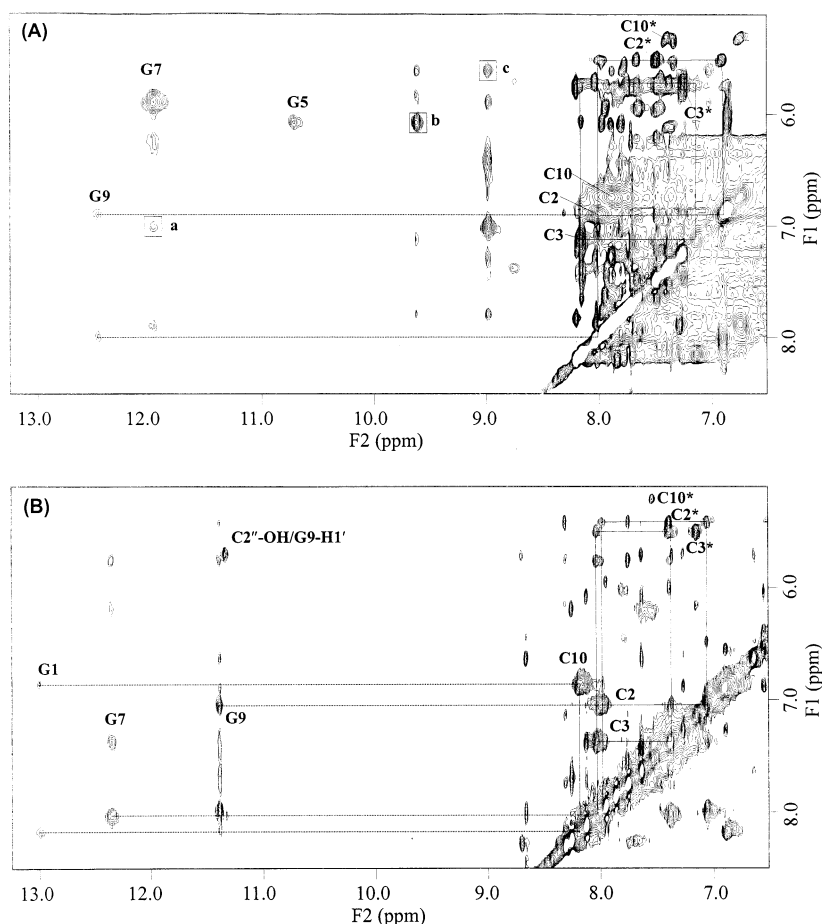 (A)
C10*
C2*
G7
c
G5
C3*
b
6.0
C10
G9
C2
a
C3
7.0
F1 (ppm)
8.0
13.0 12.0 11.0 10.0 9.0 8.0 7.0
F2 (ppm)
(B)
C10*
C2*
C2″-OH/G9-H1′
C3*
6.0
G1
C10
C2
7.0
F1 (ppm)
G7
G9
C3
8.0
13.0 12.0 11.0 10.0 9.0 8.0 7.0
F2 (ppm)